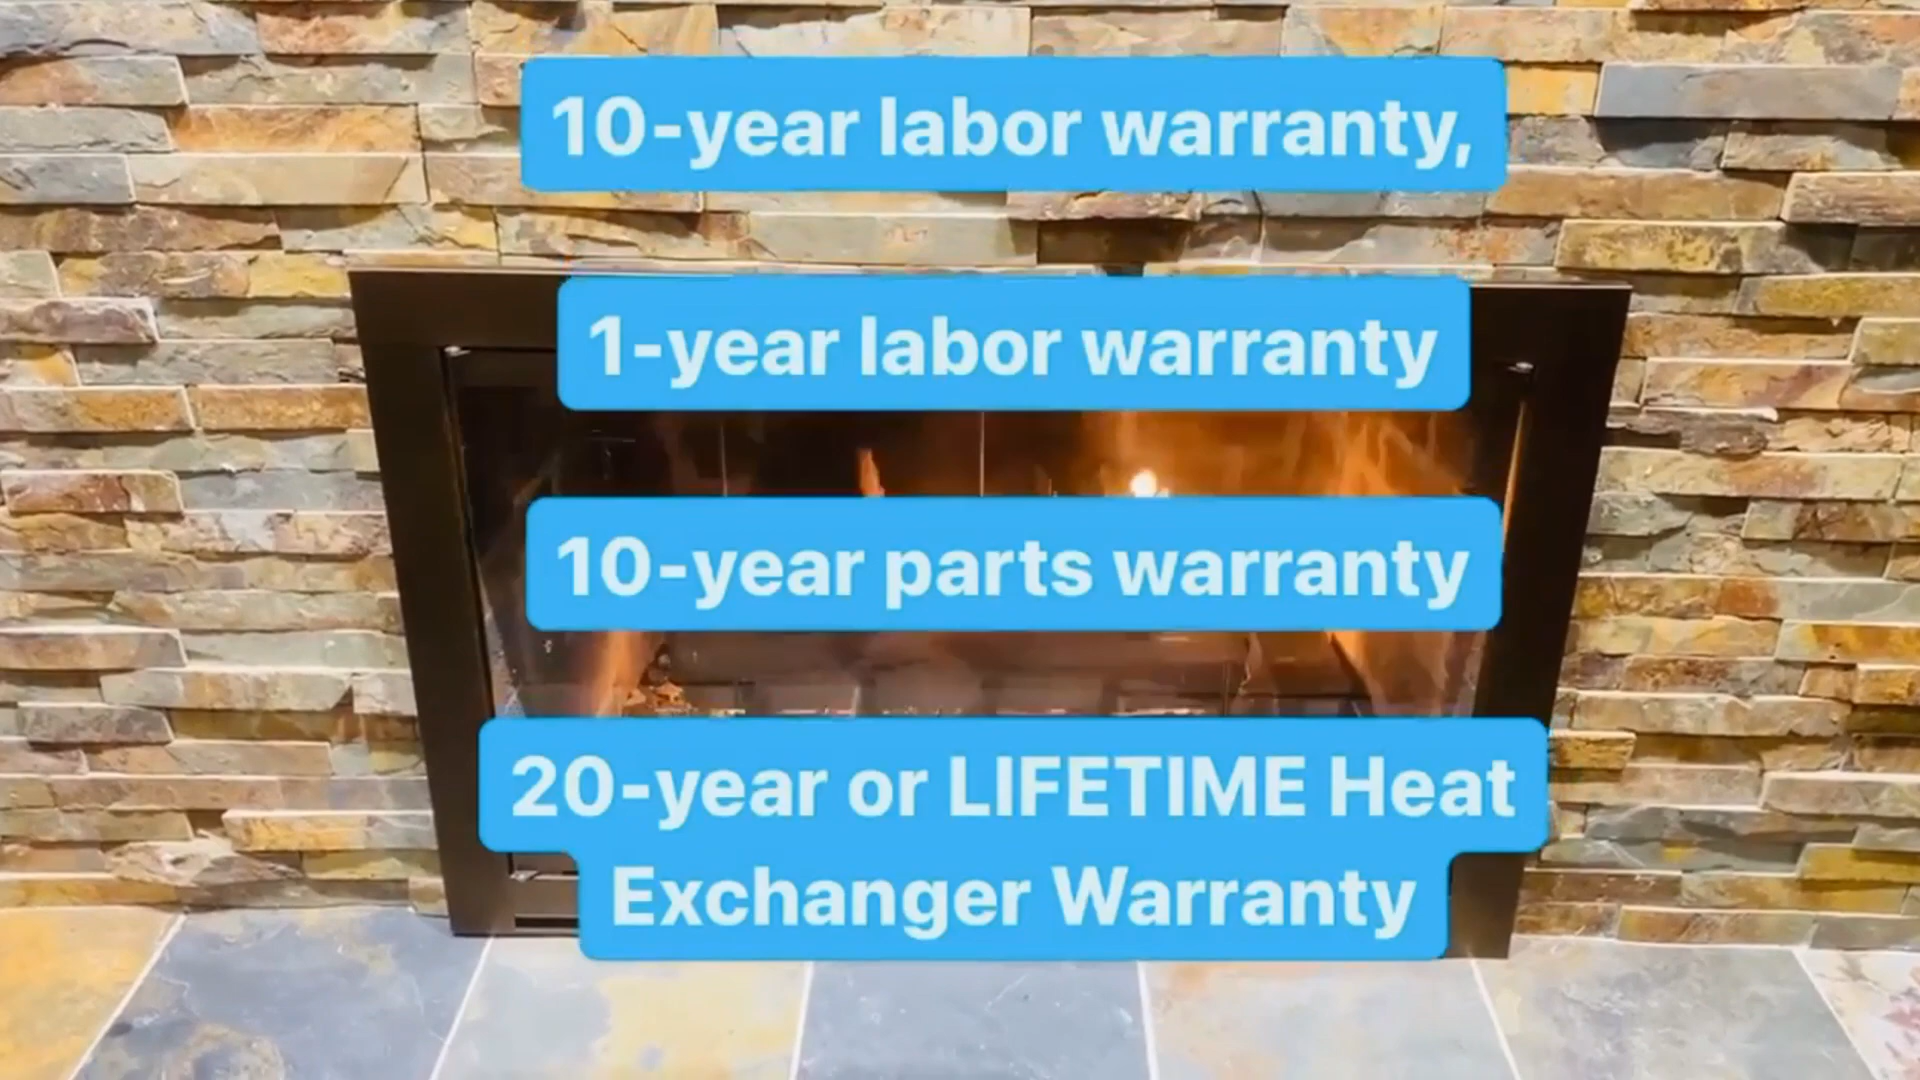 10-year labor warranty,
1-year labor warranty
10-year parts warranty
20-year or LIFETIME Heat
Exchanger Warranty